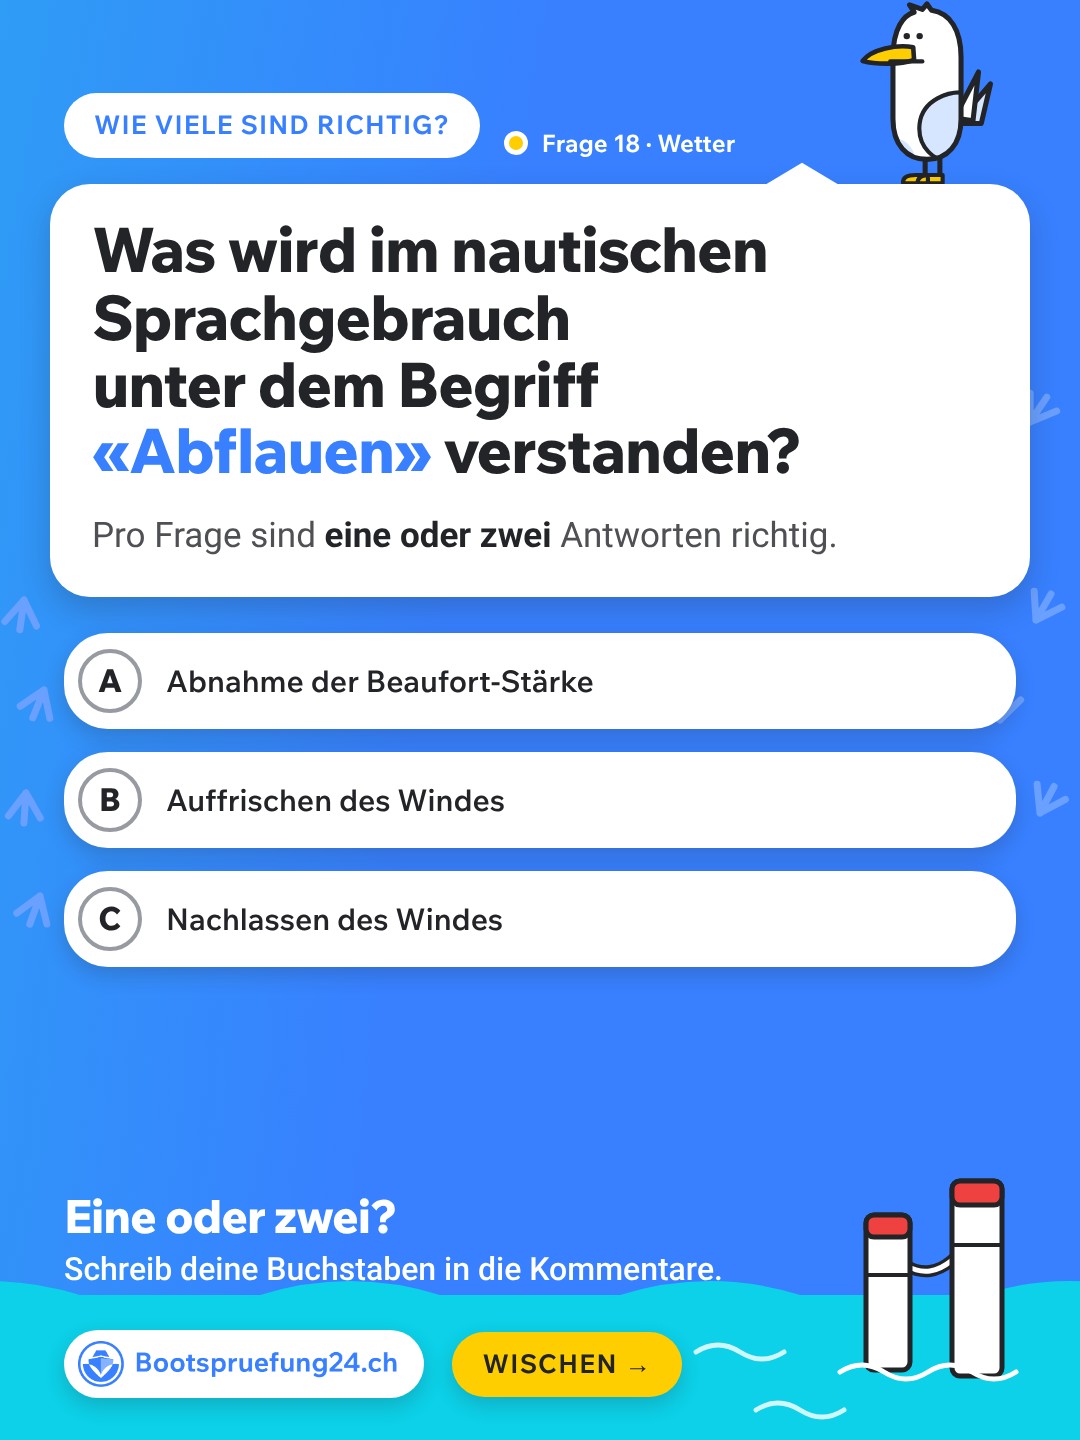 WIE VIELE SIND RICHTIG?
Frage 18 · Wetter
Was wird im nautischen
Sprachgebrauch
unter dem Begriff
«Abflauen» verstanden?
Pro Frage sind eine oder zwei Antworten richtig.
A Abnahme der Beaufort-Stärke
B Auffrischen des Windes
C Nachlassen des Windes
Eine oder zwei?
Schreib deine Buchstaben in die Kommentare.
Bootspruefung24.ch
WISCHEN →